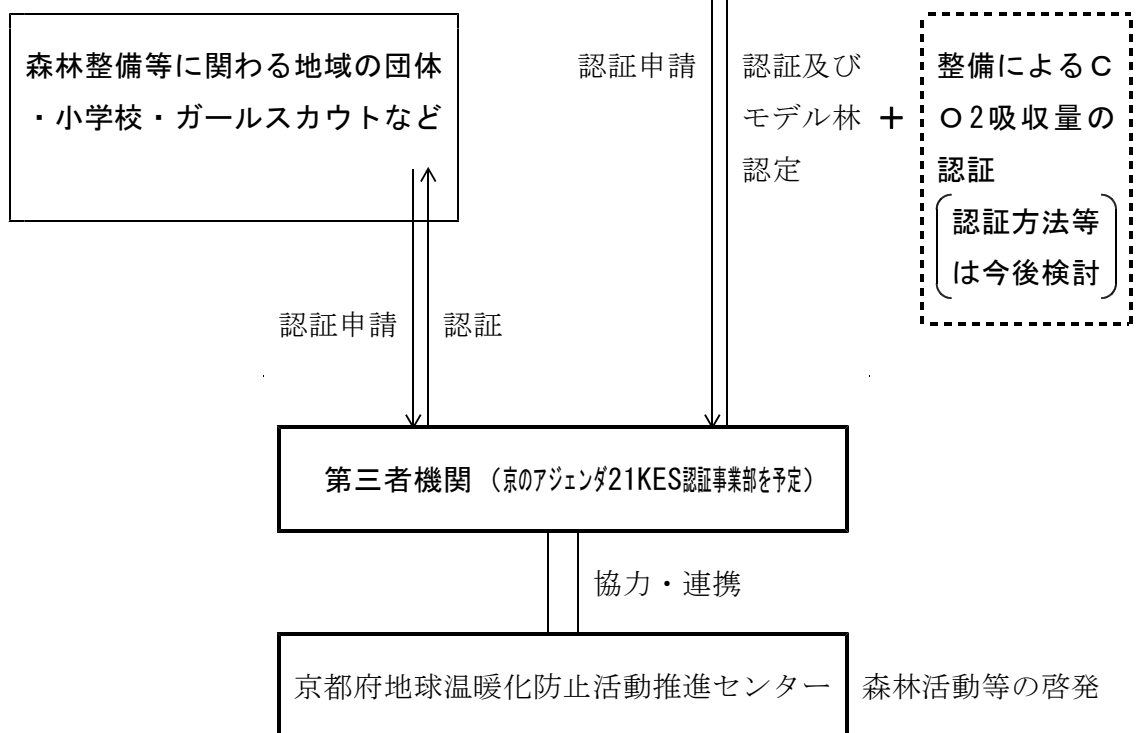 森林整備等に関わる地域の団体
・小学校・ガールスカウトなど
認証申請
認証及び
モデル林
認定
＋
整備によるＣ
Ｏ2吸収量の
認証
認証方法等
は今後検討
認証申請
認証
第三者機関（京のアジェンダ21KES認証事業部を予定）
協力・連携
京都府地球温暖化防止活動推進センター
森林活動等の啓発